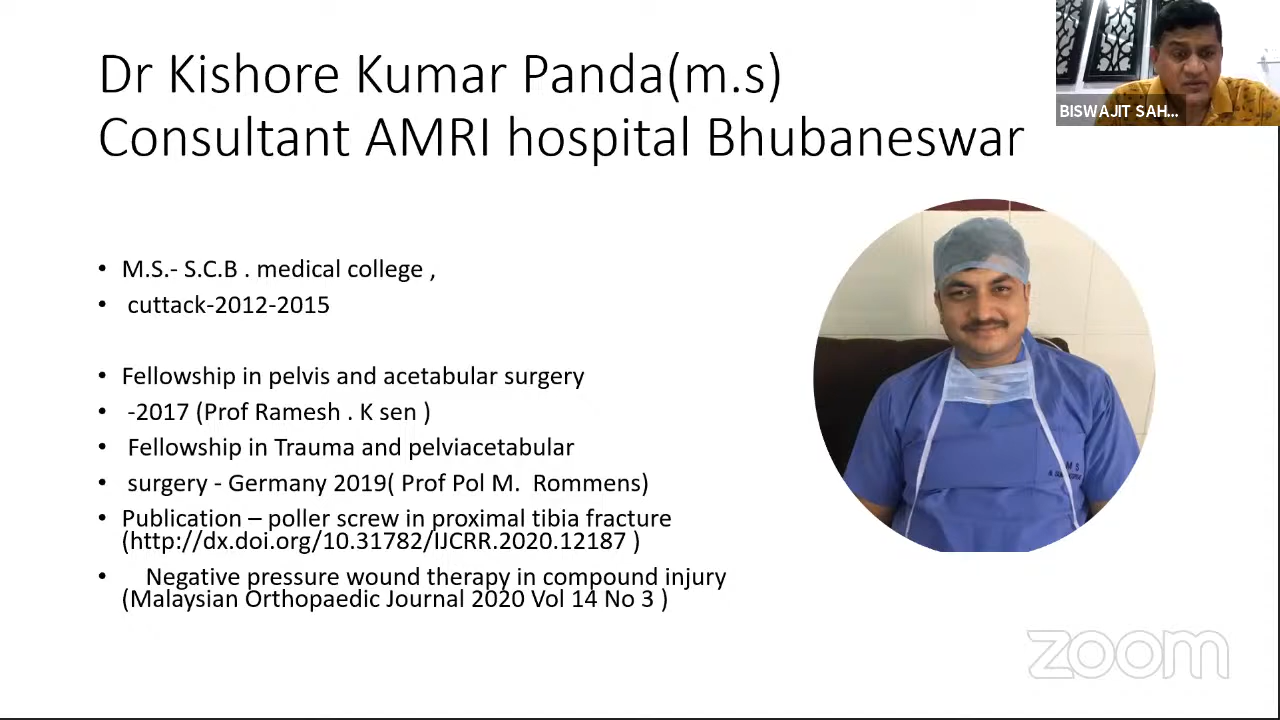 Dr Kishore Kumar Panda(m.s)
Consultant AMRI hospital Bhubaneswar
BISWAJIT SAH...
• M.S.- S.C.B . medical college ,
• cuttack-2012-2015
• Fellowship in pelvis and acetabular surgery
• -2017 (Prof Ramesh . K sen )
• Fellowship in Trauma and pelviacetabular
• surgery - Germany 2019( Prof Pol M. Rommens)
• Publication – poller screw in proximal tibia fracture
(http://dx.doi.org/10.31782/IJCRR.2020.12187 )
• Negative pressure wound therapy in compound injury
(Malaysian Orthopaedic Journal 2020 Vol 14 No 3 )
zoom